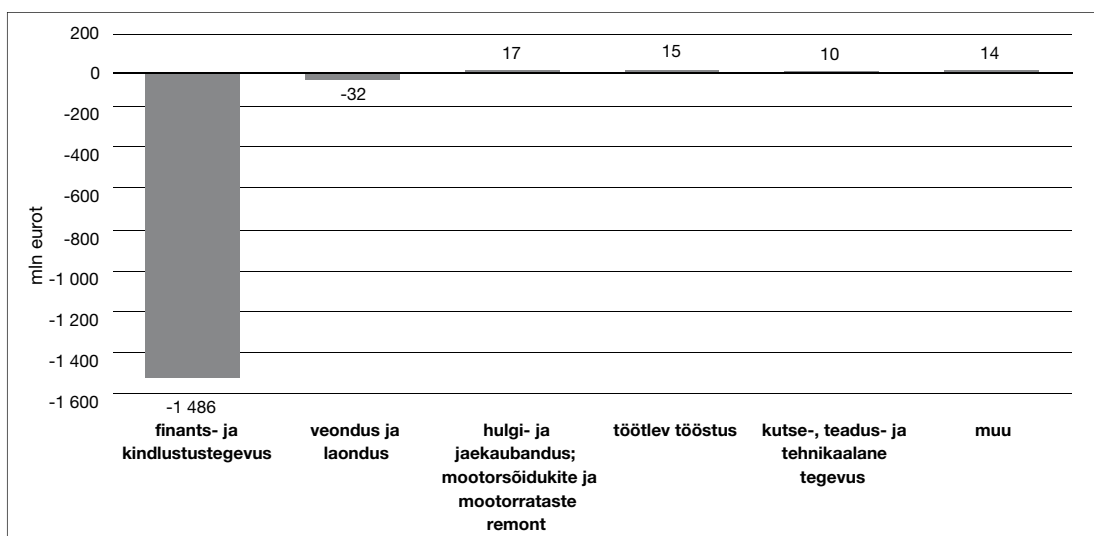 200
0
-200
-400
-600
-800
-1 000
-1 200
-1 400
-1 600
mln eurot
17
15
10
14
-32
-1 486
finants- ja
kindlustustegevus
veondus ja
laondus
hulgi- ja
jaekaubandus;
mootorsõidukite ja
mootorrataste
remont
töötlev tööstus
kutse-, teadus- ja
tehnikaalane
tegevus
muu